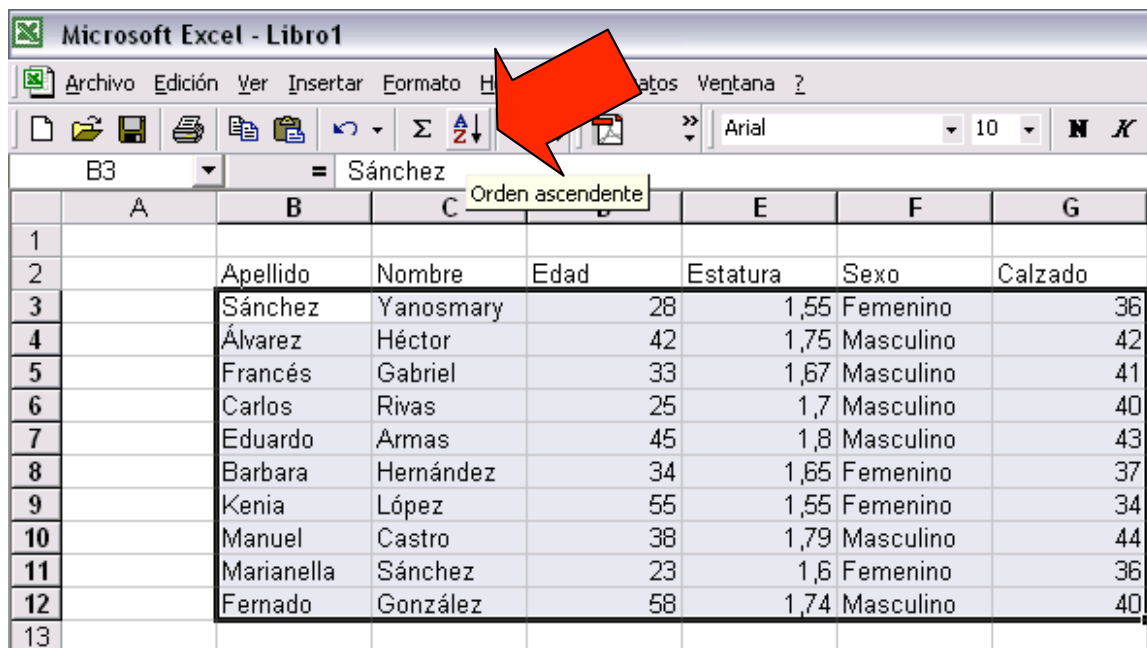 Microsoft Excel - Libro1
Archivo Edición Ver Insertar Formato H atos Ventana ?
Σ A Z » Arial 10 N K
B3 = Sánchez
Orden ascendente
A B C D E F G
1
2 Apellido Nombre Edad Estatura Sexo Calzado
3 Sánchez Yanosmary 28 1,55 Femenino 36
4 Álvarez Héctor 42 1,75 Masculino 42
5 Francés Gabriel 33 1,67 Masculino 41
6 Carlos Rivas 25 1,7 Masculino 40
7 Eduardo Armas 45 1,8 Masculino 43
8 Barbara Hernández 34 1,65 Femenino 37
9 Kenia López 55 1,55 Femenino 34
10 Manuel Castro 38 1,79 Masculino 44
11 Marianella Sánchez 23 1,6 Femenino 36
12 Fernado González 58 1,74 Masculino 40
13